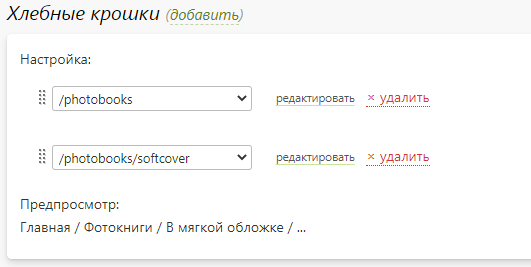 Хлебные крошки (добавить)
Настройка:
/photobooks редактировать × удалить
/photobooks/softcover редактировать × удалить
Предпросмотр:
Главная / Фотокниги / В мягкой обложке / ...